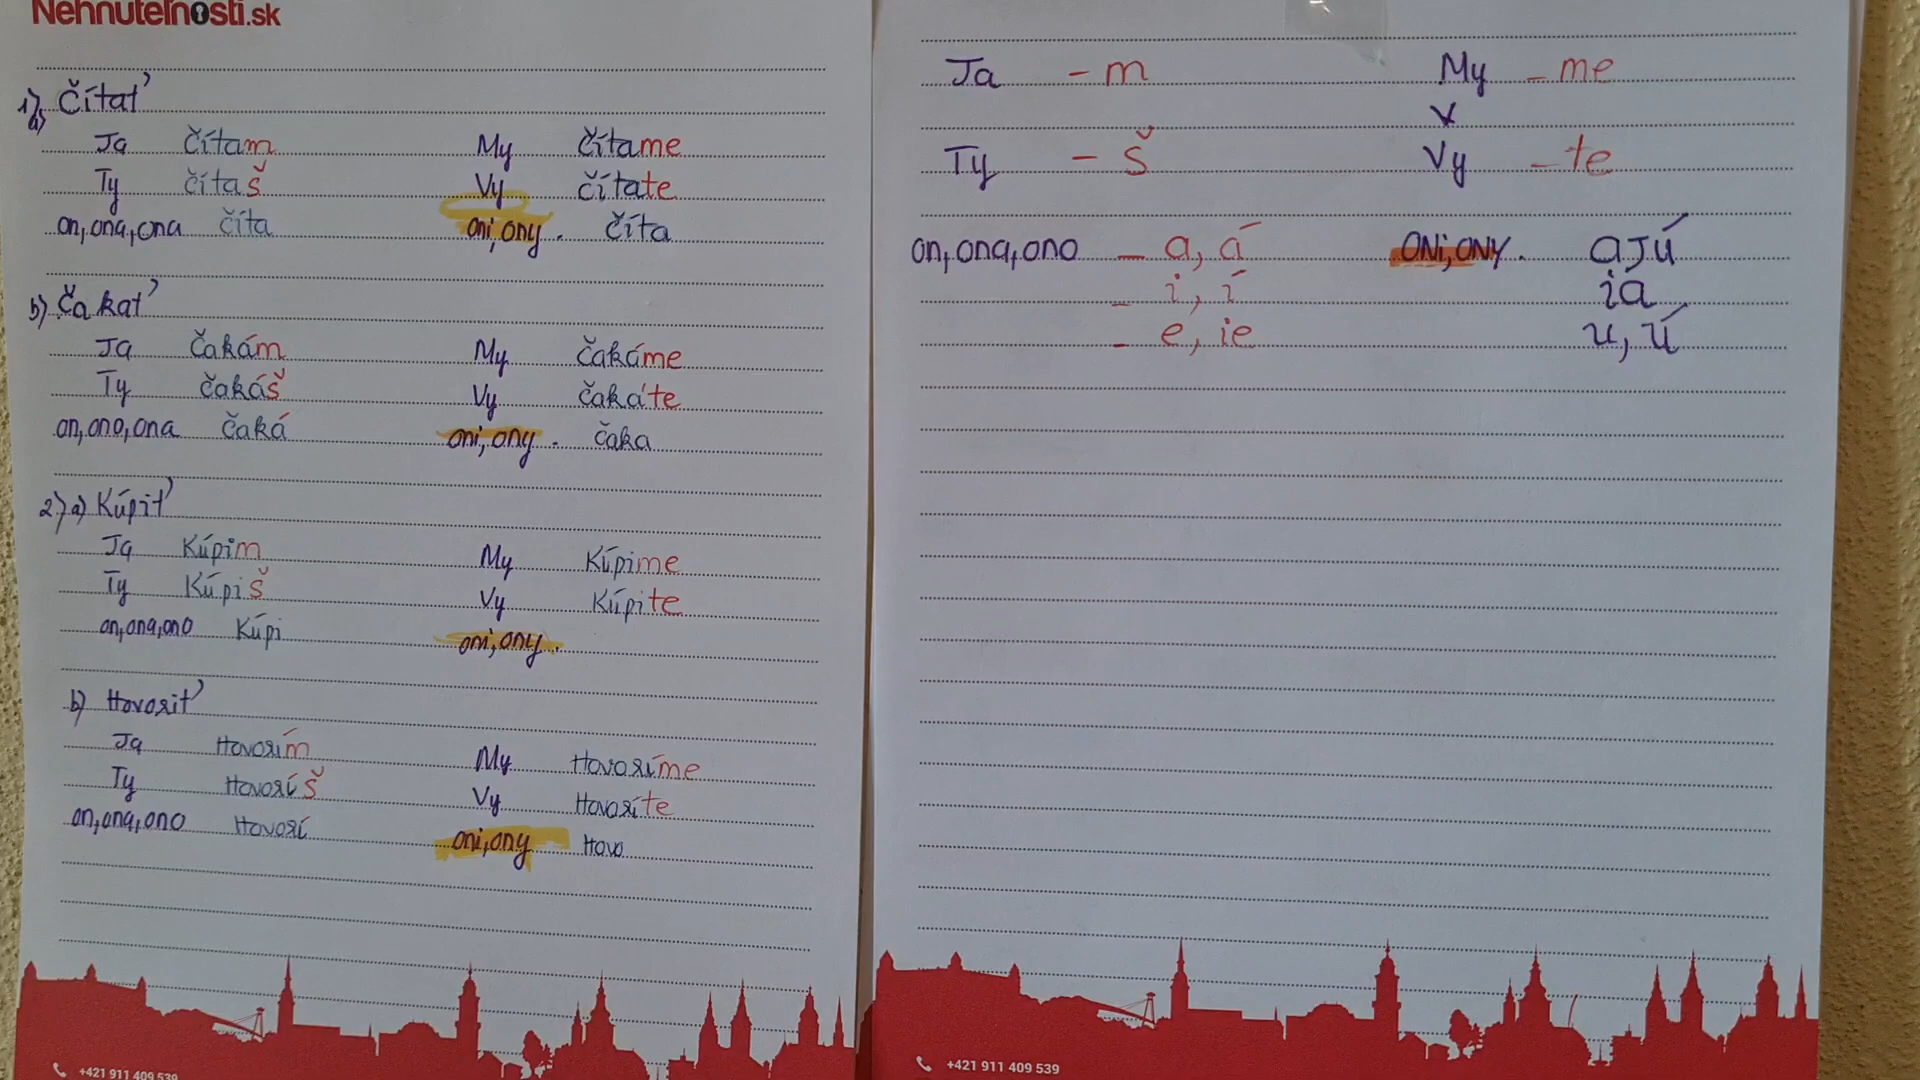 Nehnuteľnosti.sk
1) a) Čítať
Ja čítam My čítame
Ty čítaš Vy čítate
on, ona, ona číta oni, ony. číta
b) Čakať
Ja čakám My čakáme
Ty čakáš Vy čakáte
on, ono, ona čaká oni, ony. čaka
2) a) Kúpiť
Ja Kúpim My Kúpime
Ty Kúpiš Vy Kúpite
on, ona, ono Kúpi oni, ony.
b) Hovoriť
Ja Hovorím My Hovoríme
Ty Hovoríš Vy Hovoríte
on, ona, ono Hovorí oni, ony Hovo
+421 911 409 539
Ja - m My - me
Ty - š Vy - te
on, ona, ono - a, á ONi, ONY. ajú
- i, í ia
- e, ie u, ú
+421 911 409 539